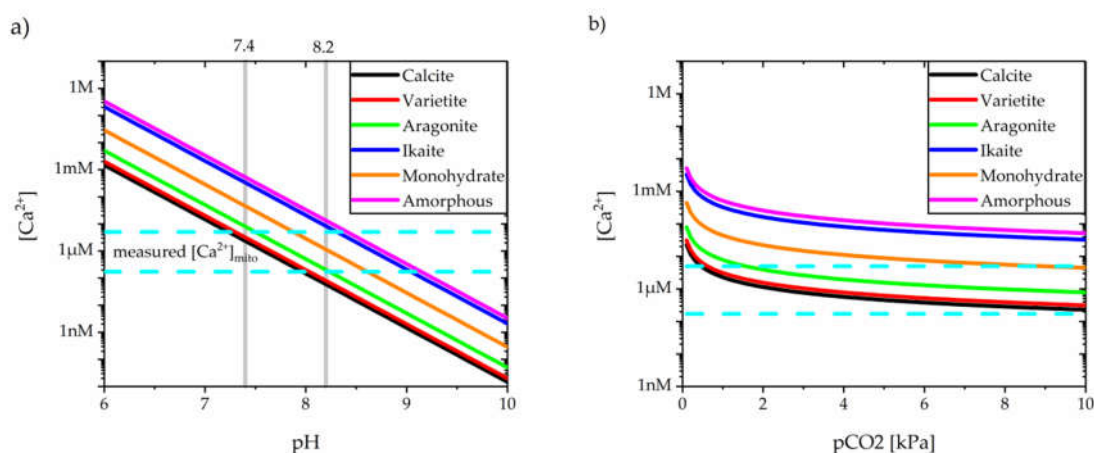 a)
7.4 8.2
1M
1mM
1µM
1nM
[Ca²⁺]
Calcite
Varietite
Aragonite
Ikaite
Monohydrate
Amorphous
measured [Ca²⁺]mito
6 7 8 9 10
pH
b)
1M
1mM
1µM
1nM
[Ca²⁺]
Calcite
Varietite
Aragonite
Ikaite
Monohydrate
Amorphous
0 2 4 6 8 10
pCO2 [kPa]